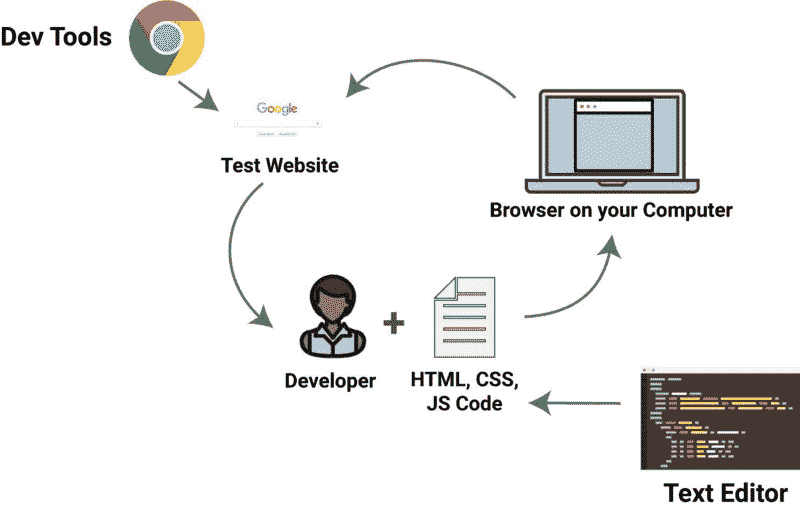 Dev Tools
Google
Test Website
Browser on your Computer
Developer
+
HTML, CSS,
JS Code
Text Editor